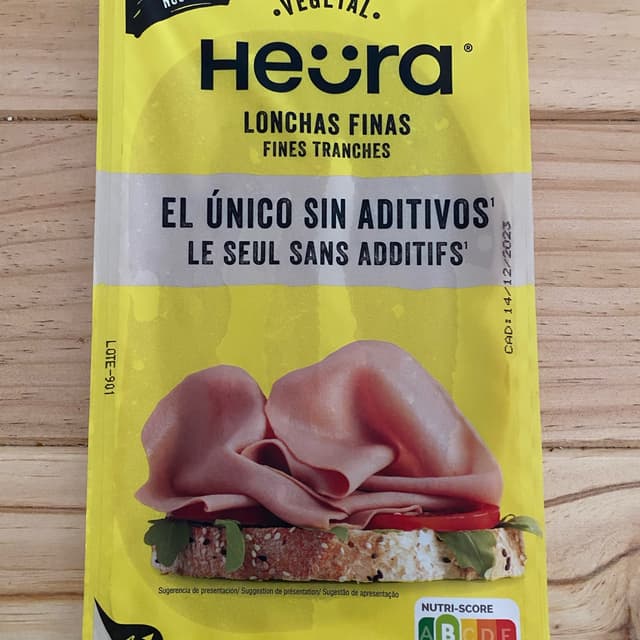 ·VEGETAL·
Heüra®
LONCHAS FINAS
FINES TRANCHES
EL ÚNICO SIN ADITIVOS¹
LE SEUL SANS ADDITIFS¹
CAD: 14/12/2023
LOTE-901
Sugerencia de presentación/ Suggestion de présentation/ Sugestão de apresentação
NUTRI-SCORE
A B C D E